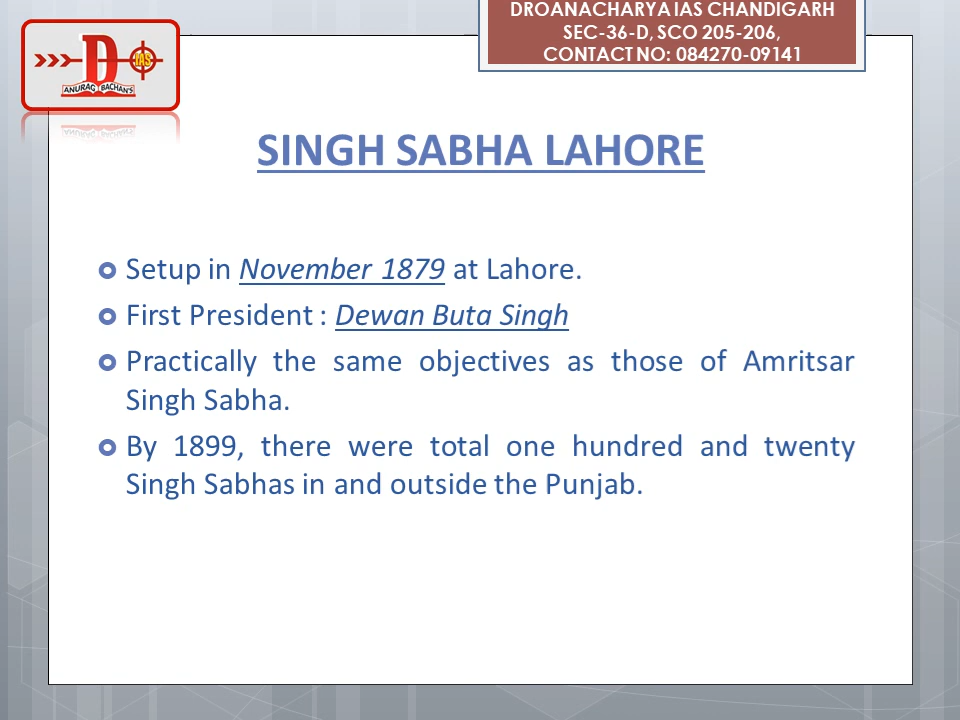 DROANACHARYA IAS CHANDIGARH
SEC-36-D, SCO 205-206,
CONTACT NO: 084270-09141
D
IAS
ANURAG BACHAN'S
SINGH SABHA LAHORE
Setup in November 1879 at Lahore.
First President : Dewan Buta Singh
Practically the same objectives as those of Amritsar
Singh Sabha.
By 1899, there were total one hundred and twenty
Singh Sabhas in and outside the Punjab.